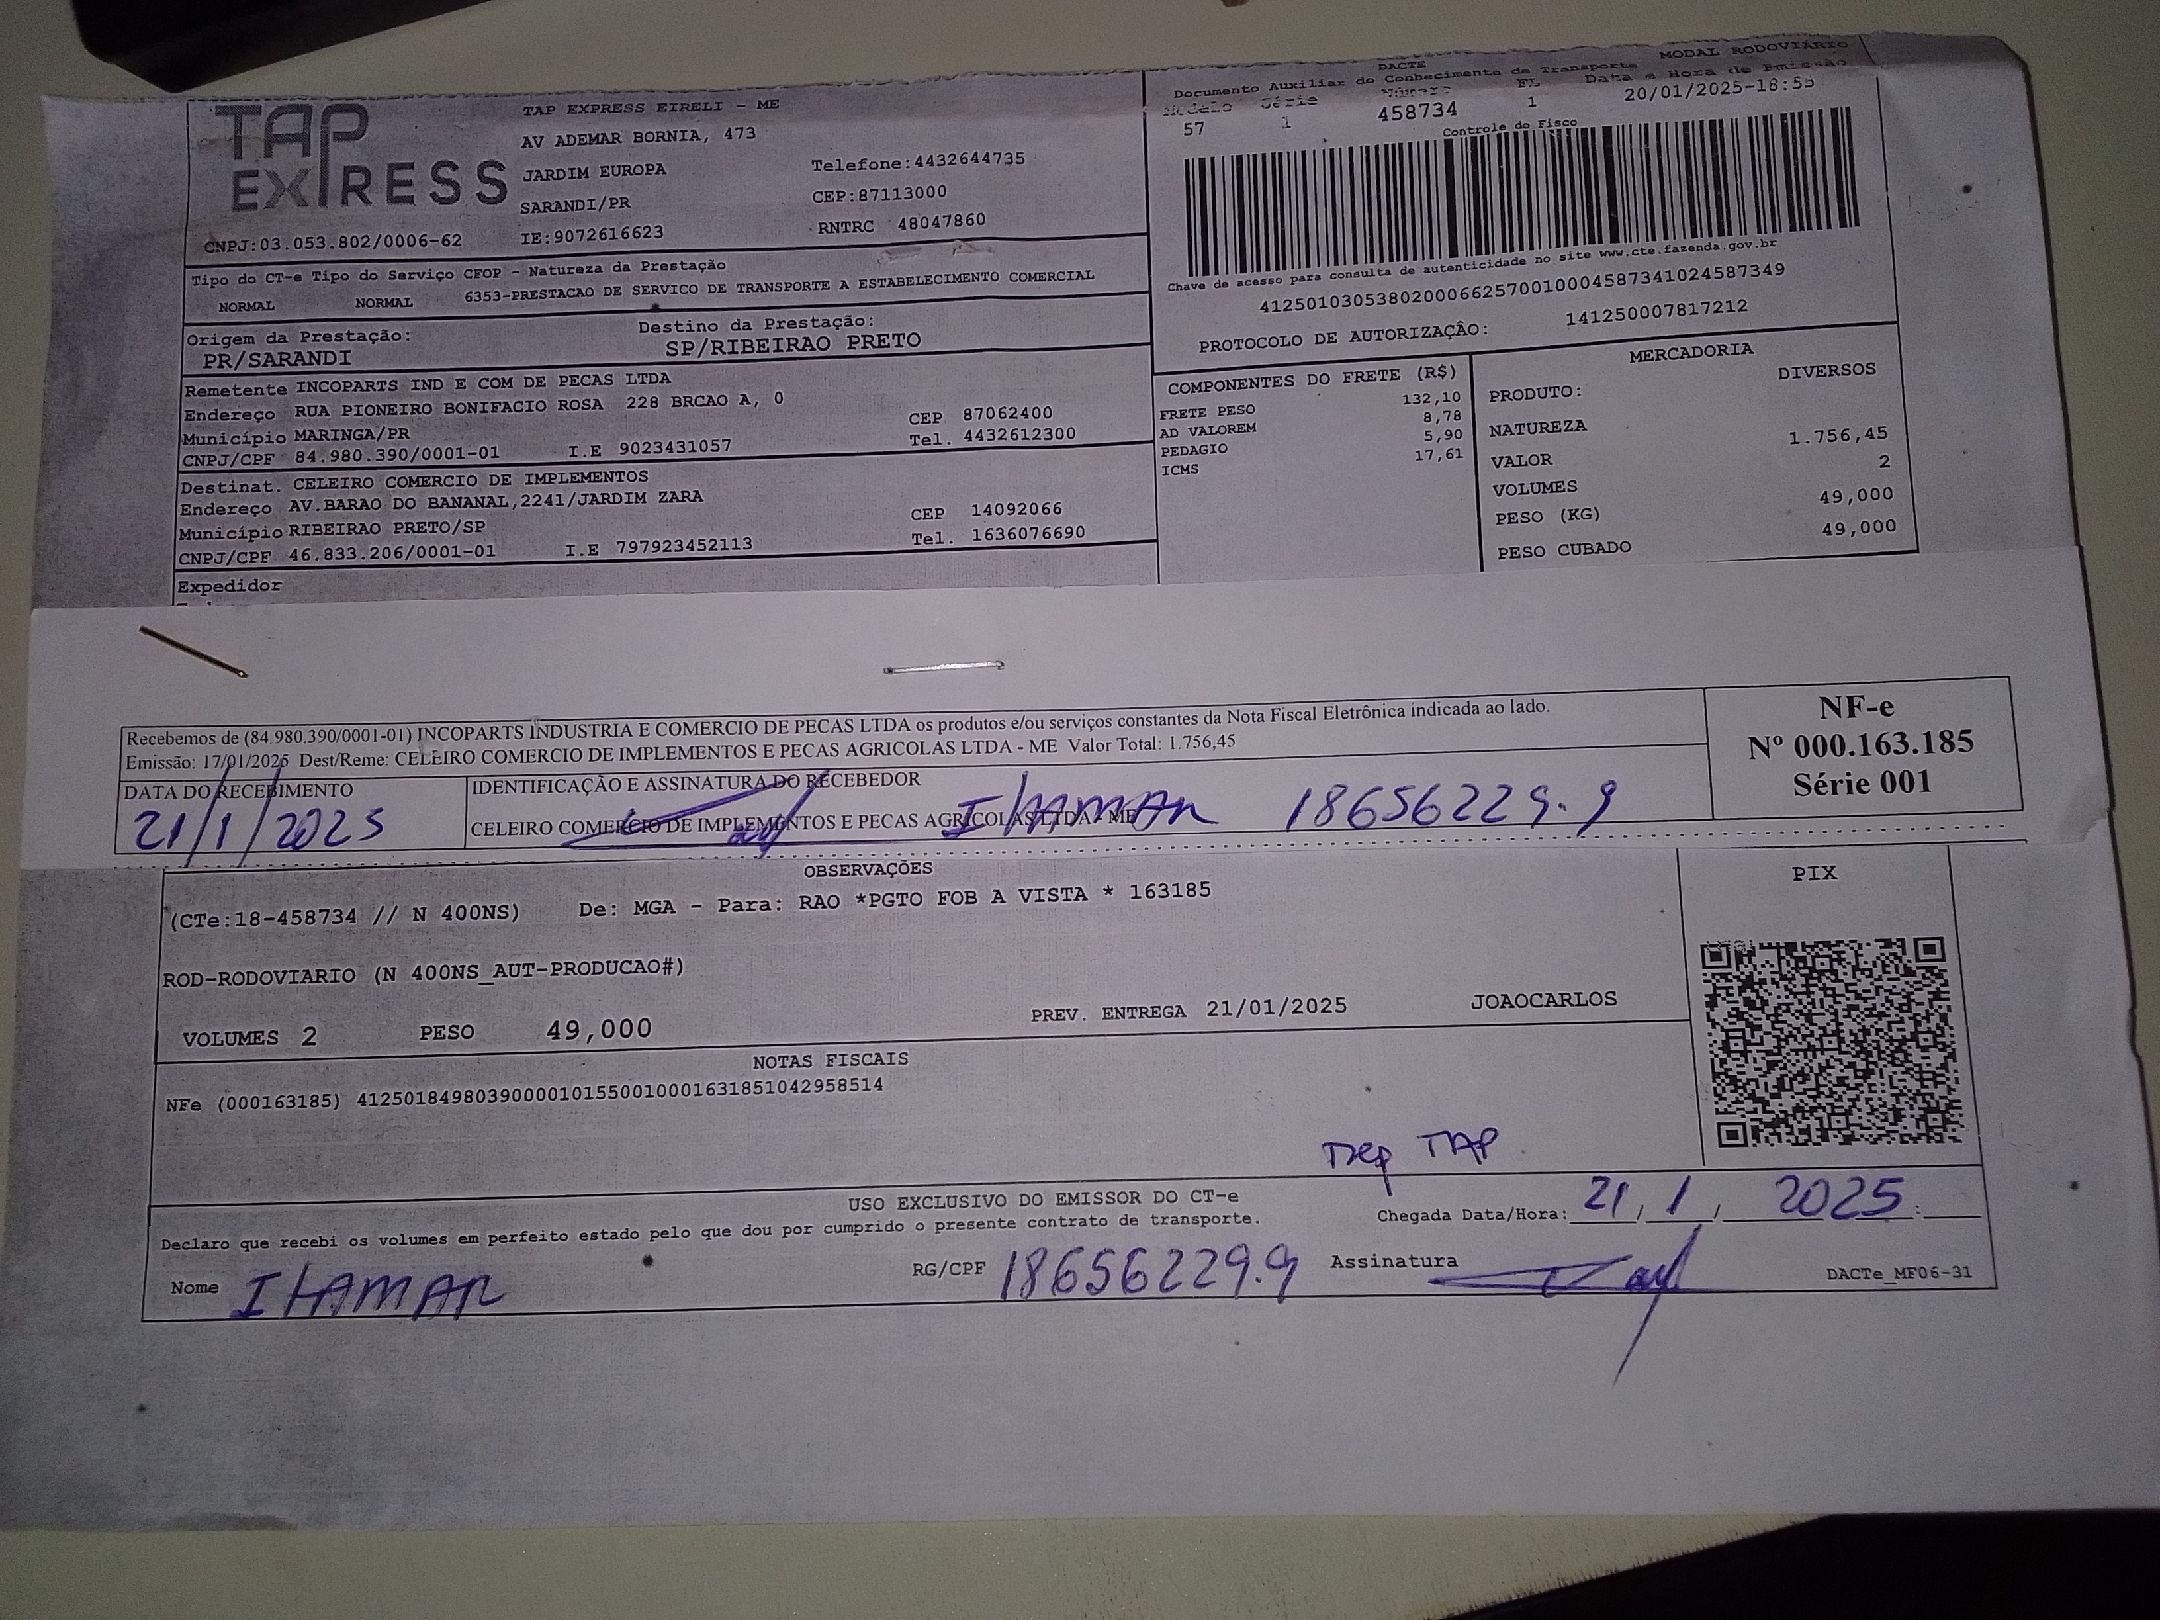 TAP EXPRESS
TAP EXPRESS EIRELI - ME
AV ADEMAR BORNIA, 473
JARDIM EUROPA
Telefone:4432644735
SARANDI/PR
CEP:87113000
CNPJ:03.053.802/0006-62
IE:9072616623
RNTRC 48047860
Tipo do CT-e Tipo do Serviço CFOP - Natureza da Prestação
NORMAL NORMAL 6353-PRESTACAO DE SERVICO DE TRANSPORTE A ESTABELECIMENTO COMERCIAL
Origem da Prestação:
PR/SARANDI
Destino da Prestação:
SP/RIBEIRAO PRETO
Remetente INCOPARTS IND E COM DE PECAS LTDA
Endereço RUA PIONEIRO BONIFACIO ROSA 228 BRCAO A, 0
CEP 87062400
Município MARINGA/PR
Tel. 4432612300
CNPJ/CPF 84.980.390/0001-01 I.E 9023431057
Destinat. CELEIRO COMERCIO DE IMPLEMENTOS
Endereço AV.BARAO DO BANANAL,2241/JARDIM ZARA
CEP 14092066
Município RIBEIRAO PRETO/SP
Tel. 1636076690
CNPJ/CPF 46.833.206/0001-01 I.E 797923452113
Expedidor
DACTE
MODAL RODOVIÁRIO
Documento Auxiliar do Conhecimento de Transporte
Modelo Série Número FL Data e Hora de Emissão
57 1 458734 1 20/01/2025-18:55
Controle do Fisco
Chave de acesso para consulta de autenticidade no site www.cte.fazenda.gov.br
41250103053802000662570010004587341024587349
PROTOCOLO DE AUTORIZAÇÂO: 141250007817212
COMPONENTES DO FRETE (R$)
FRETE PESO 132,10
AD VALOREM 8,78
PEDAGIO 5,90
ICMS 17,61
MERCADORIA
PRODUTO: DIVERSOS
NATUREZA
VALOR 1.756,45
VOLUMES 2
PESO (KG) 49,000
PESO CUBADO 49,000
Recebemos de (84.980.390/0001-01) INCOPARTS INDUSTRIA E COMERCIO DE PECAS LTDA os produtos e/ou serviços constantes da Nota Fiscal Eletrônica indicada ao lado.
Emissão: 17/01/2025 Dest/Reme: CELEIRO COMERCIO DE IMPLEMENTOS E PECAS AGRICOLAS LTDA - ME Valor Total: 1.756,45
DATA DO RECEBIMENTO
21/1/2025
IDENTIFICAÇÃO E ASSINATURA DO RECEBEDOR
CELEIRO COMERCIO DE IMPLEMENTOS E PECAS AGRICOLAS LTDA - ME
ITAMAR 18656229.9
NF-e
Nº 000.163.185
Série 001
OBSERVAÇÕES
(CTe:18-458734 // N 400NS) De: MGA - Para: RAO *PGTO FOB A VISTA * 163185
ROD-RODOVIARIO (N 400NS_AUT-PRODUCAO#)
VOLUMES 2 PESO 49,000 PREV. ENTREGA 21/01/2025 JOAOCARLOS
PIX
NOTAS FISCAIS
NFe (000163185) 41250184980390000101550010001631851042958514
TAP
USO EXCLUSIVO DO EMISSOR DO CT-e
Declaro que recebi os volumes em perfeito estado pelo que dou por cumprido o presente contrato de transporte.
Chegada Data/Hora: 21/1/2025
Nome ITAMAR
RG/CPF 18656229.9
Assinatura
DACTe_MF06-31